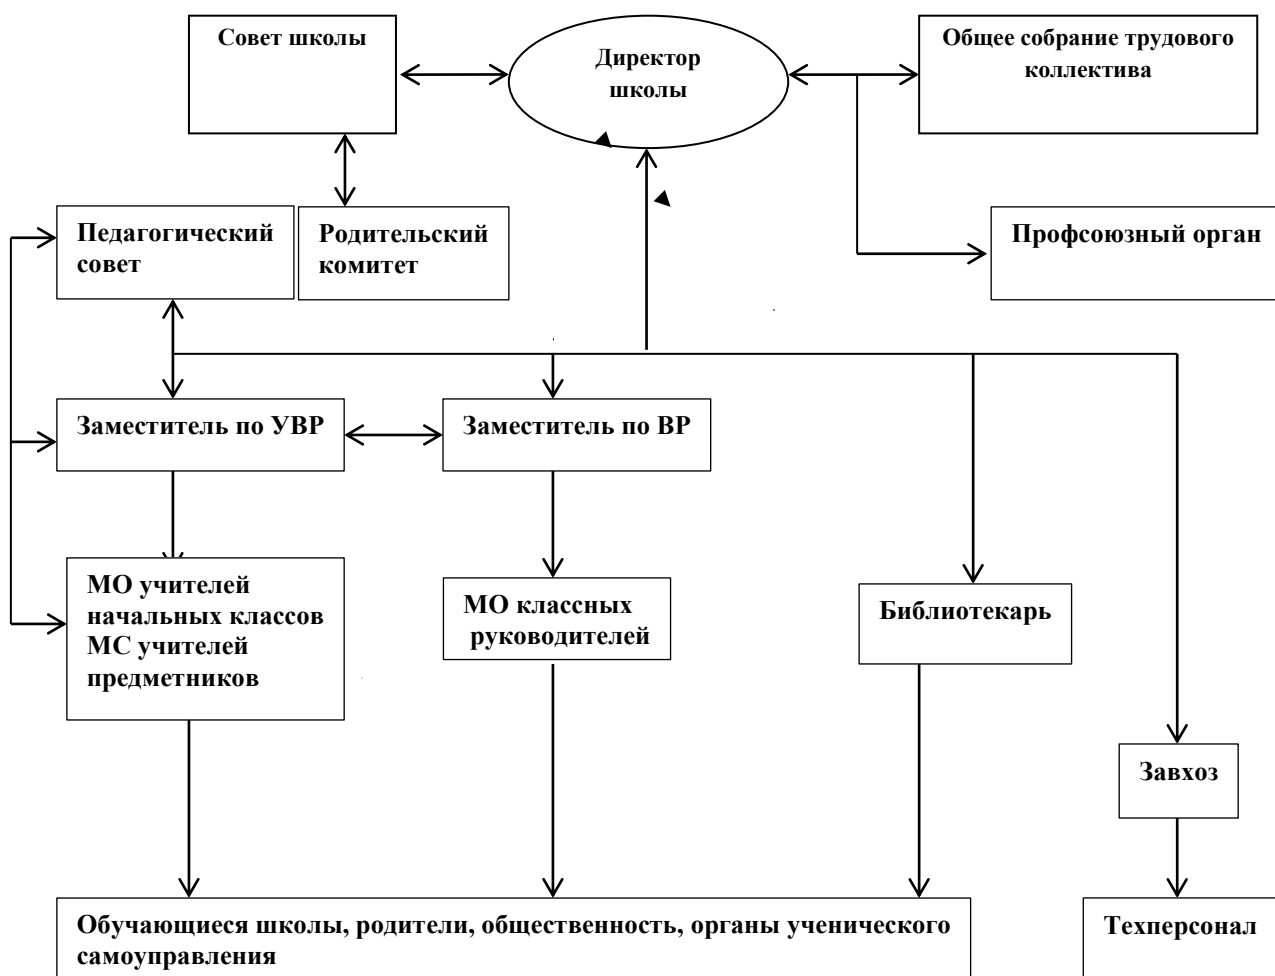 Совет школы
Директор
школы
Общее собрание трудового
коллектива
Педагогический
совет
Родительский
комитет
Профсоюзный орган
Заместитель по УВР
Заместитель по ВР
МО учителей
начальных классов
МС учителей
предметников
МО классных
руководителей
Библиотекарь
Завхоз
Обучающиеся школы, родители, общественность, органы ученического
самоуправления
Техперсонал